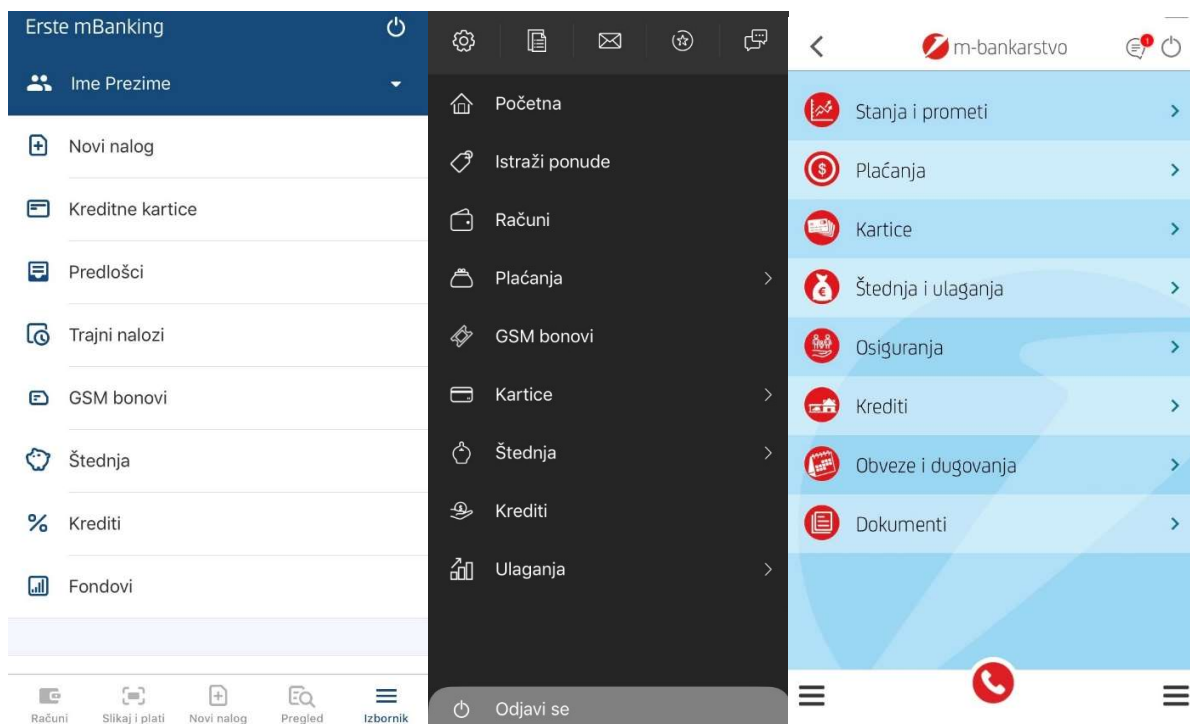 Erste mBanking
Ime Prezime
Novi nalog
Kreditne kartice
Predlošci
Trajni nalozi
GSM bonovi
Štednja
Krediti
Fondovi
Računi
Slikaj i plati
Novi nalog
Pregled
Izbornik
Početna
Istraži ponude
Računi
Plaćanja
GSM bonovi
Kartice
Štednja
Krediti
Ulaganja
Odjavi se
m-bankarstvo
1
Stanja i prometi
Plaćanja
Kartice
Štednja i ulaganja
Osiguranja
Krediti
Obveze i dugovanja
Dokumenti